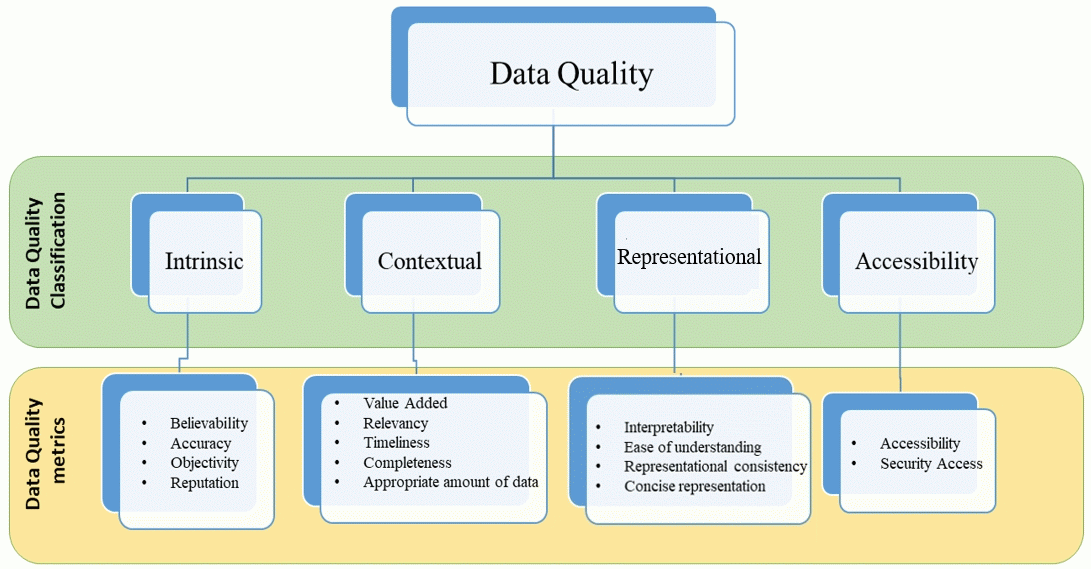 Data Quality
Data Quality
Classification
Intrinsic
Contextual
Representational
Accessibility
Data Quality
metrics
• Believability
• Accuracy
• Objectivity
• Reputation
• Value Added
• Relevancy
• Timeliness
• Completeness
• Appropriate amount of data
• Interpretability
• Ease of understanding
• Representational consistency
• Concise representation
• Accessibility
• Security Access